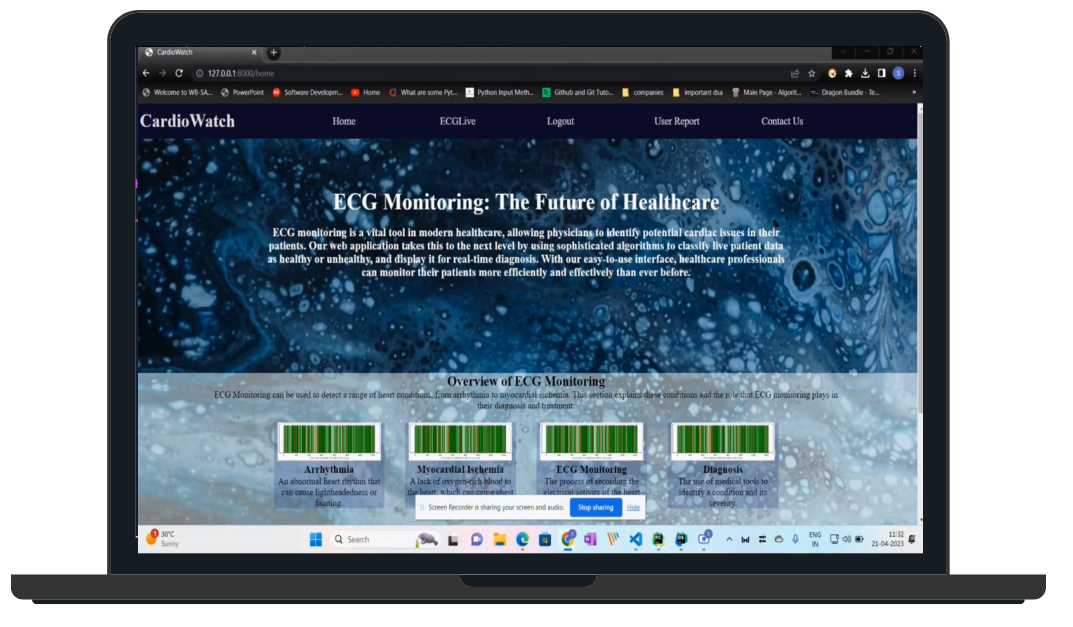 CardioWatch
127.0.0.1:8000/home
Welcome to WB-SA... PowerPoint Software Developm... Home What are some Pyt... Python Input Meth... Github and Git Tuto... companies important dsa Main Page - Algorit... Dragon Bundle - Te... »
CardioWatch Home ECGLive Logout User Report Contact Us
ECG Monitoring: The Future of Healthcare
ECG monitoring is a vital tool in modern healthcare, allowing physicians to identify potential cardiac issues in their
patients. Our web application takes this to the next level by using sophisticated algorithms to classify live patient data
as healthy or unhealthy, and display it for real-time diagnosis. With our easy-to-use interface, healthcare professionals
can monitor their patients more efficiently and effectively than ever before.
Overview of ECG Monitoring
ECG Monitoring can be used to detect a range of heart conditions, from arrhythmia to myocardial ischemia. This section explains these conditions and the role that ECG monitoring plays in
their diagnosis and treatment.
Arrhythmia
An abnormal heart rhythm that
can cause lightheadedness or
fainting.
Myocardial Ischemia
A lack of oxygen-rich blood to
the heart, which can cause chest
ECG Monitoring
The process of recording the
electrical activity of the heart
Diagnosis
The use of medical tools to
identify a condition and its
severity.
Screen Recorder is sharing your screen and audio. Stop sharing Hide
30°C
Sunny
Search
ENG
IN
11:32
21-04-2023